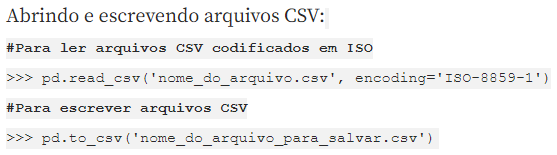 Abrindo e escrevendo arquivos CSV:
#Para ler arquivos CSV codificados em ISO
>>> pd.read_csv('nome_do_arquivo.csv', encoding='ISO-8859-1')
#Para escrever arquivos CSV
>>> pd.to_csv('nome_do_arquivo_para_salvar.csv')